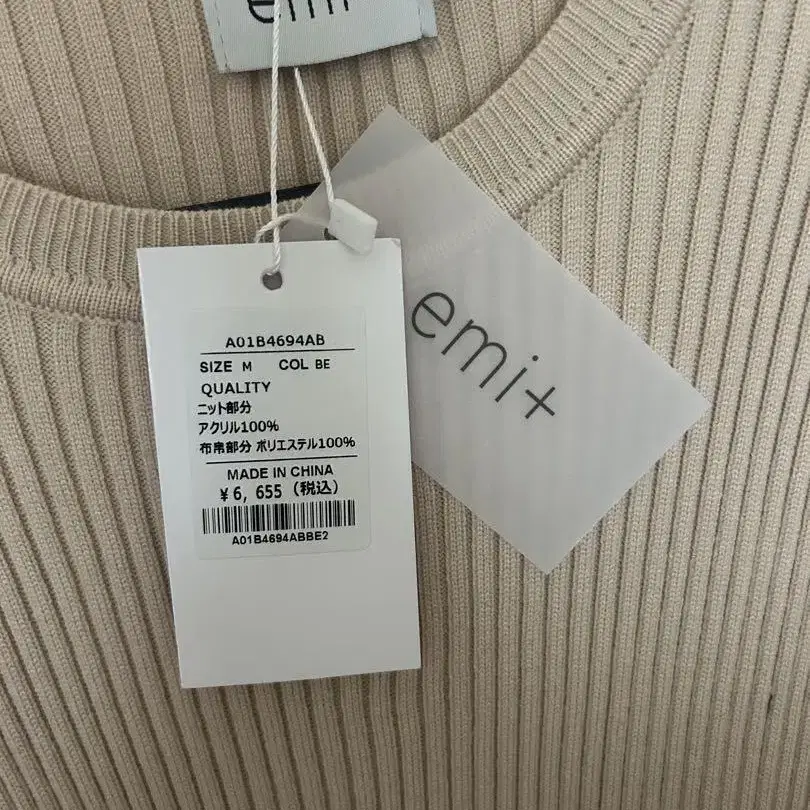 emi
A01B4694AB
SIZE M COL BE
QUALITY
ニット部分
アクリル100%
布帛部分 ポリエステル100%
MADE IN CHINA
¥6,655 (税込)
A01B4694ABBE2
emi+